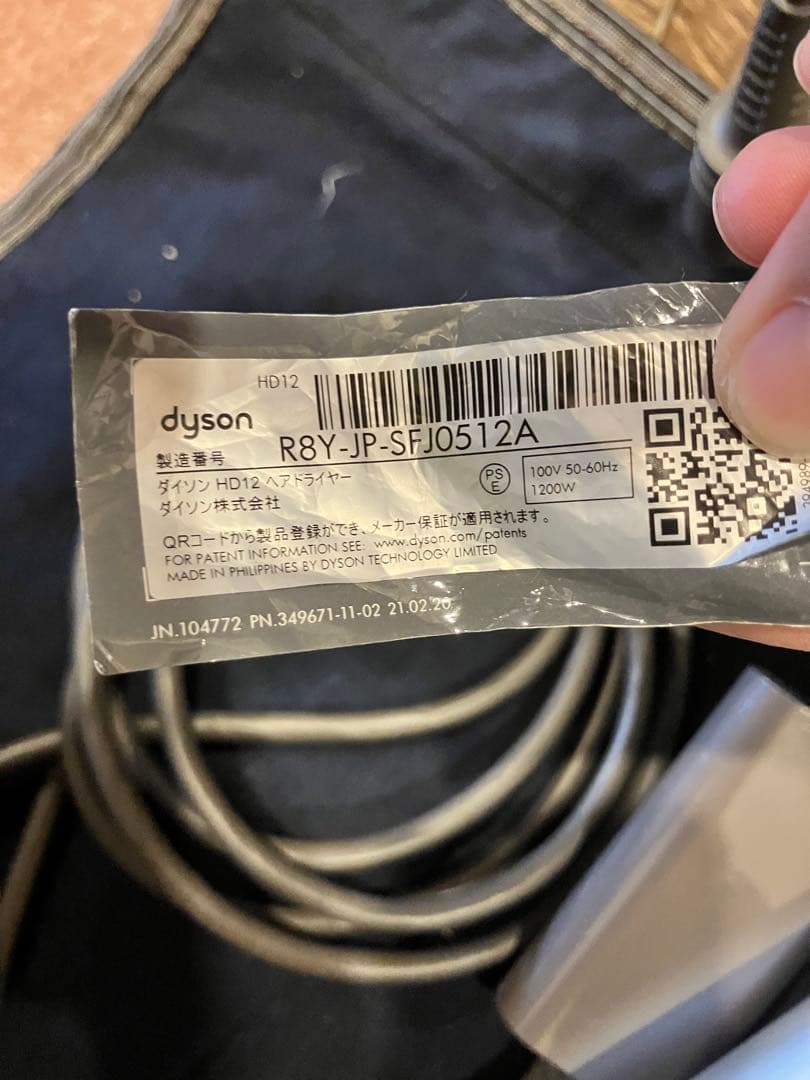 HD12
dyson
製造番号 R8Y-JP-SFJ0512A
ダイソン HD12 ヘアドライヤー
ダイソン株式会社
PS
E
100V 50-60Hz
1200W
QRコードから製品登録ができ、メーカー保証が適用されます。
FOR PATENT INFORMATION SEE: www.dyson.com/patents
MADE IN PHILIPPINES BY DYSON TECHNOLOGY LIMITED
JN.104772 PN.349671-11-02 21.02.20